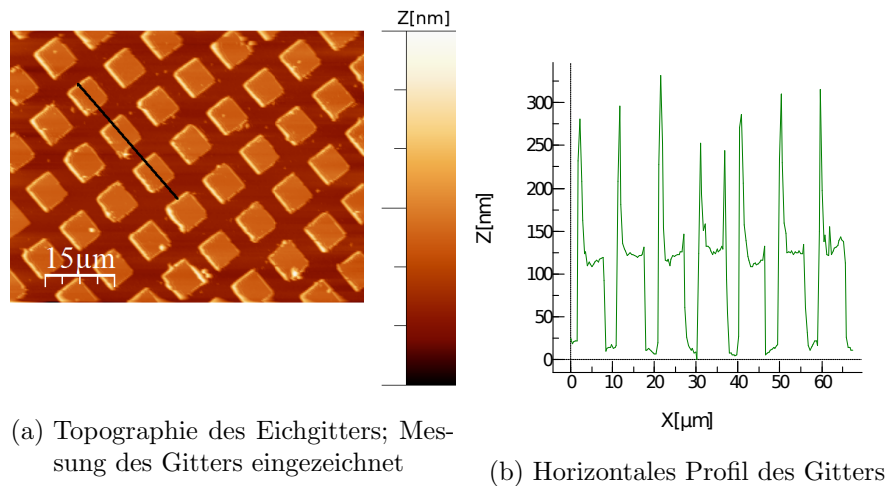 Z[nm]
15µm
(a) Topographie des Eichgitters; Mes-
sung des Gitters eingezeichnet
Z[nm]
300
250
200
150
100
50
0
0 10 20 30 40 50 60
X[µm]
(b) Horizontales Profil des Gitters